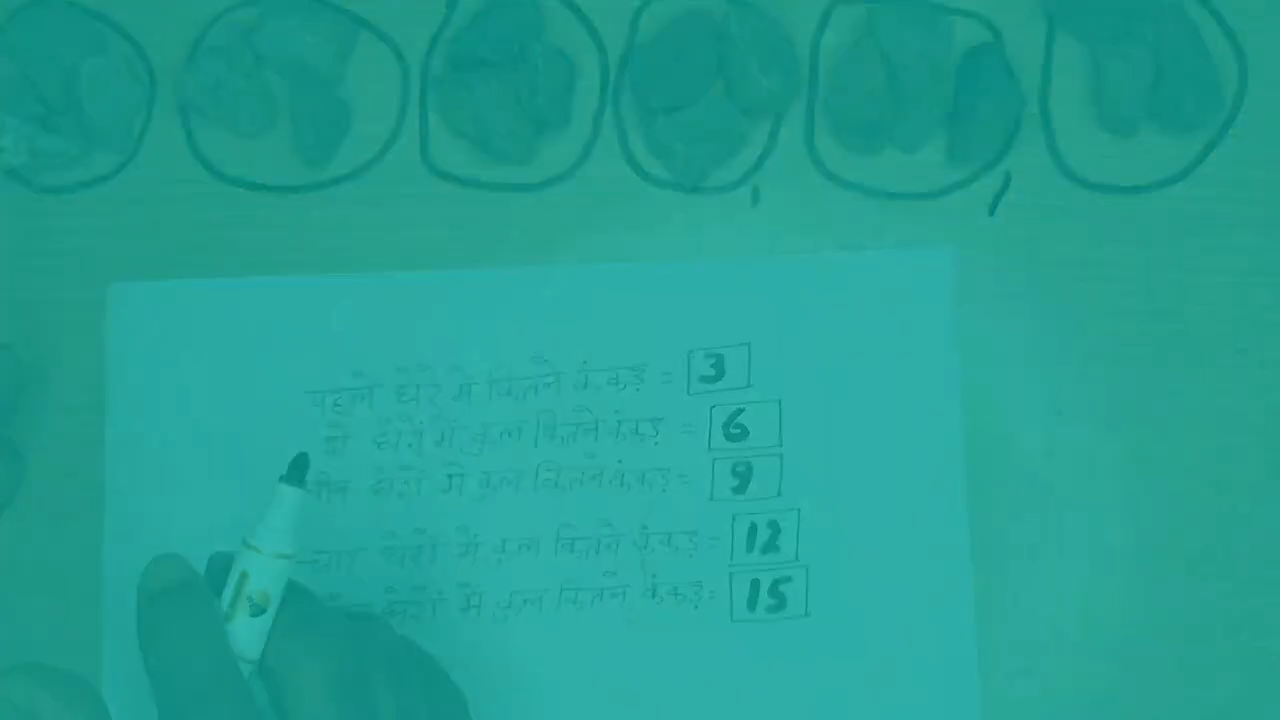 पहले घेरे में कितने कंकड़ = 3
दो घेरों में कुल कितने कंकड़ = 6
तीन घेरों में कुल कितने कंकड़ = 9
चार घेरों में कुल कितने कंकड़ = 12
घेरों में कुल कितने कंकड़ = 15